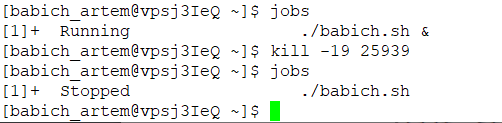 [babich_artem@vpsj3IeQ ~]$ jobs
[1]+  Running                 ./babich.sh &
[babich_artem@vpsj3IeQ ~]$ kill -19 25939
[babich_artem@vpsj3IeQ ~]$ jobs
[1]+  Stopped                 ./babich.sh
[babich_artem@vpsj3IeQ ~]$